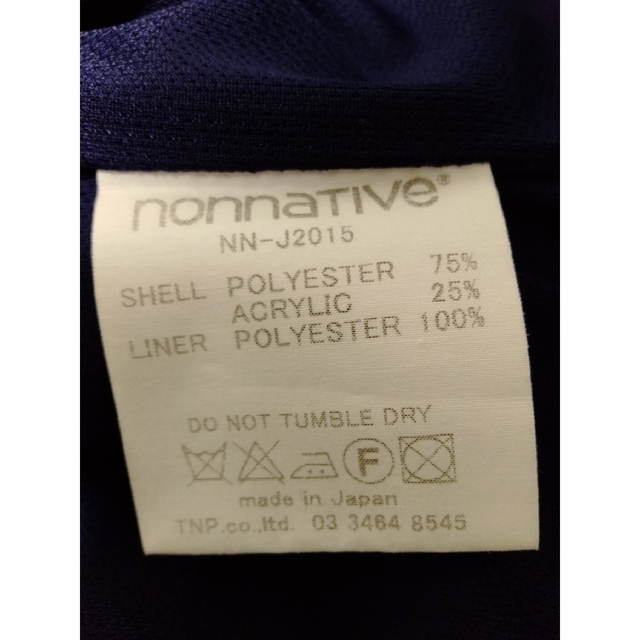 nonnative®
NN-J2015
SHELL POLYESTER 75%
ACRYLIC 25%
LINER POLYESTER 100%
DO NOT TUMBLE DRY
F
made in Japan
TNP.co.,ltd. 03 3464 8545